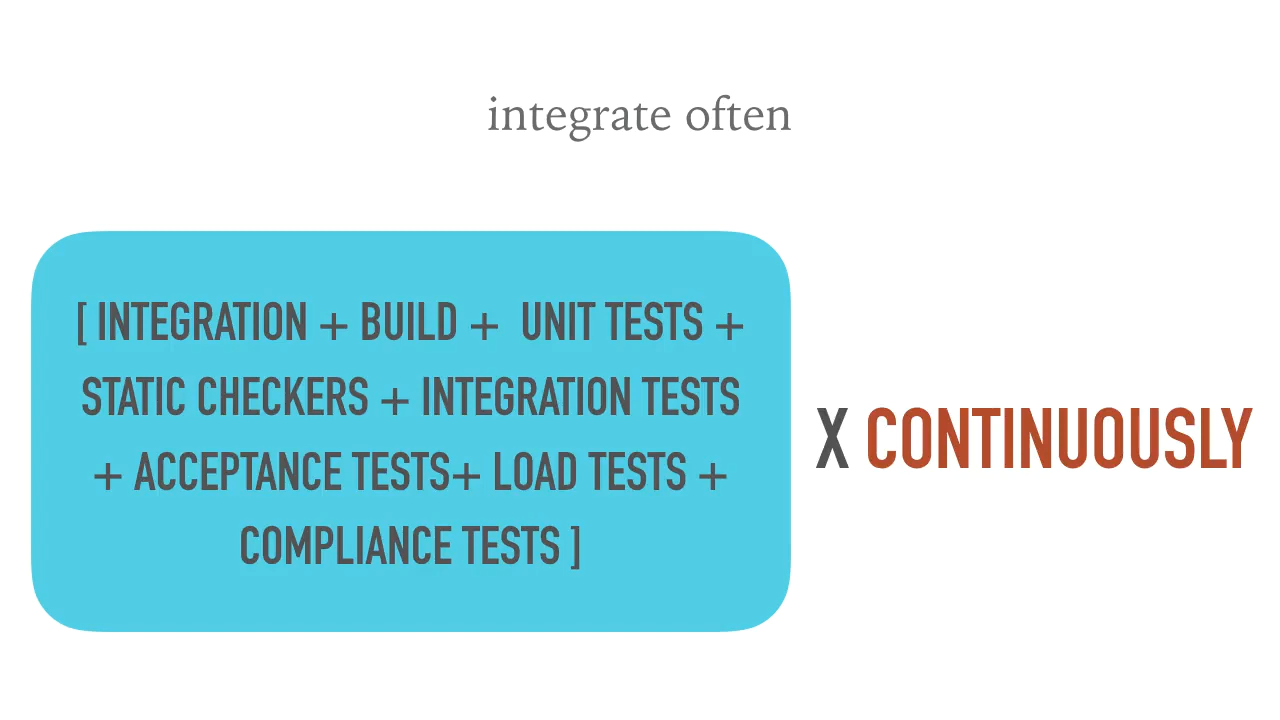 integrate often
[ INTEGRATION + BUILD + UNIT TESTS +
STATIC CHECKERS + INTEGRATION TESTS
+ ACCEPTANCE TESTS+ LOAD TESTS +
COMPLIANCE TESTS ]
X CONTINUOUSLY